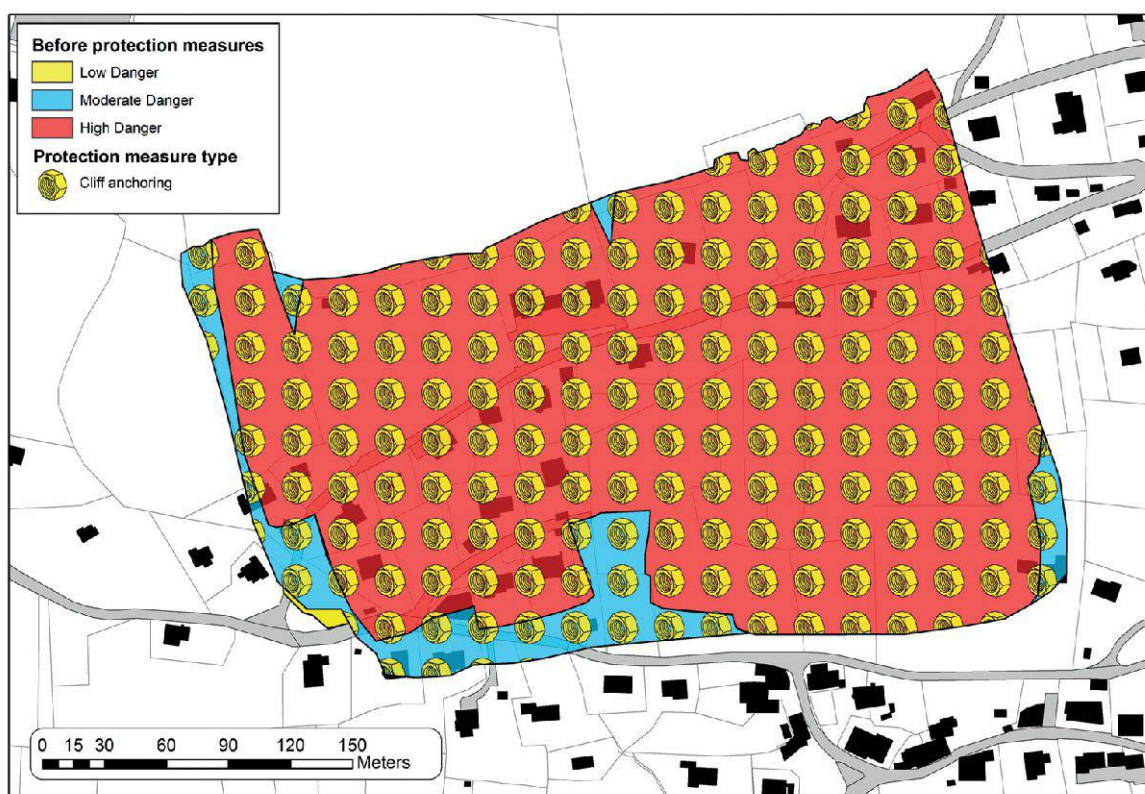 Before protection measures
Low Danger
Moderate Danger
High Danger
Protection measure type
Cliff anchoring
0 15 30 60 90 120 150
Meters